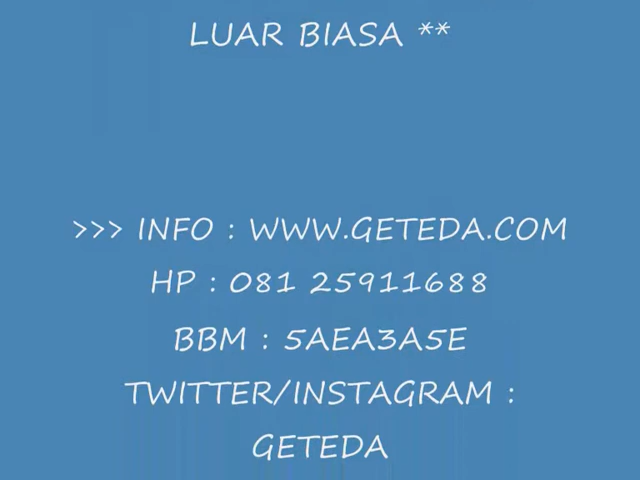 LUAR BIASA **
>>> INFO : WWW.GETEDA.COM
HP : 081 25911688
BBM : 5AEA3A5E
TWITTER/INSTAGRAM :
GETEDA